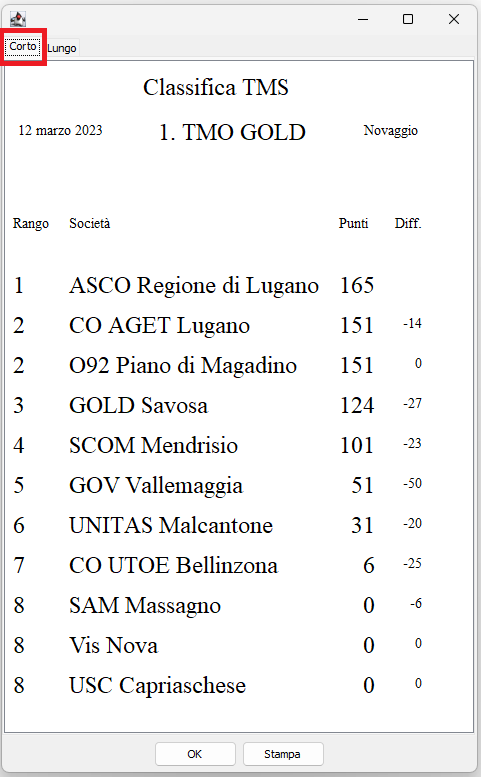 Corto Lungo
Classifica TMS
12 marzo 2023 1. TMO GOLD Novaggio
Rango Società Punti Diff.
1 ASCO Regione di Lugano 165
2 CO AGET Lugano 151 -14
2 O92 Piano di Magadino 151 0
3 GOLD Savosa 124 -27
4 SCOM Mendrisio 101 -23
5 GOV Vallemaggia 51 -50
6 UNITAS Malcantone 31 -20
7 CO UTOE Bellinzona 6 -25
8 SAM Massagno 0 -6
8 Vis Nova 0 0
8 USC Capriaschese 0 0
OK Stampa